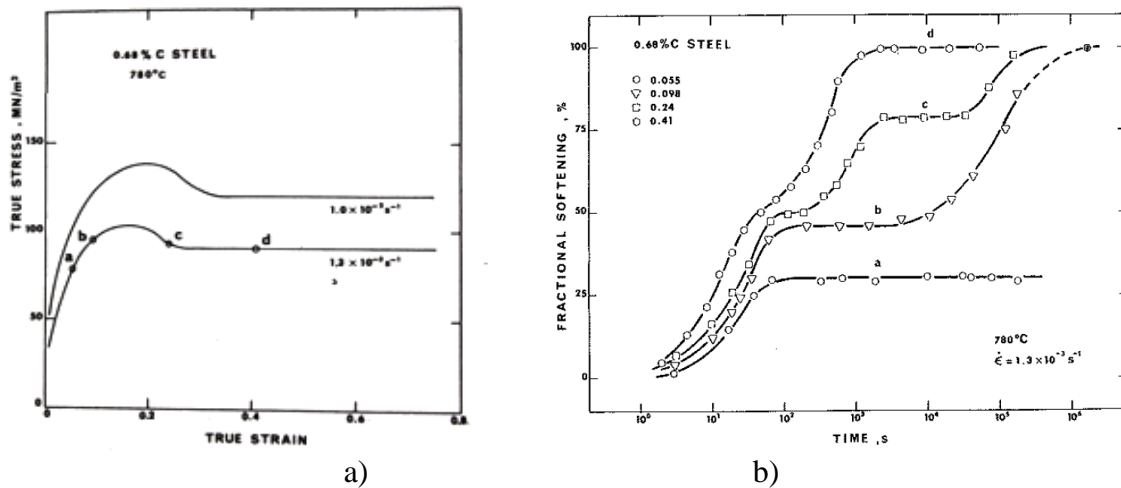 a)
0.68%C STEEL
780°C
TRUE STRESS, MN/m²
150
100
50
0
a
b
c
d
1.0 × 10⁻² s⁻¹
1.3 × 10⁻³ s⁻¹
0
0.2
0.4
0.6
0.8
TRUE STRAIN
b)
0.68%C STEEL
0.055
0.098
0.24
0.41
FRACTIONAL SOFTENING , %
100
75
50
25
0
d
c
b
a
780°C
ε̇ = 1.3 × 10⁻³ s⁻¹
10⁰
10¹
10²
10³
10⁴
10⁵
10⁶
TIME , s